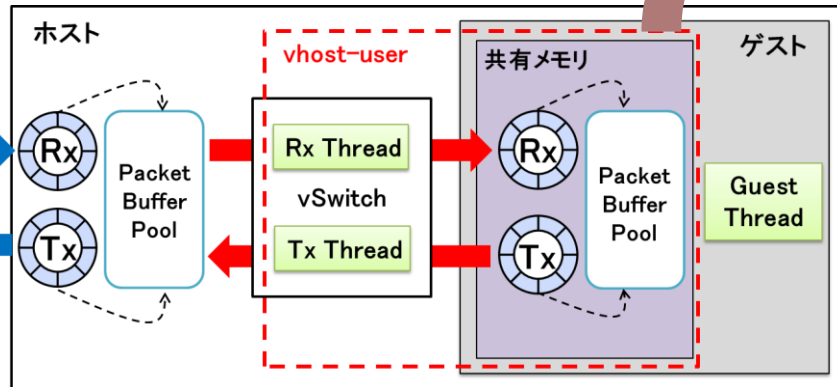 ホスト
vhost-user
共有メモリ
ゲスト
Rx
Tx
Packet
Buffer
Pool
Rx Thread
vSwitch
Tx Thread
Rx
Tx
Packet
Buffer
Pool
Guest
Thread